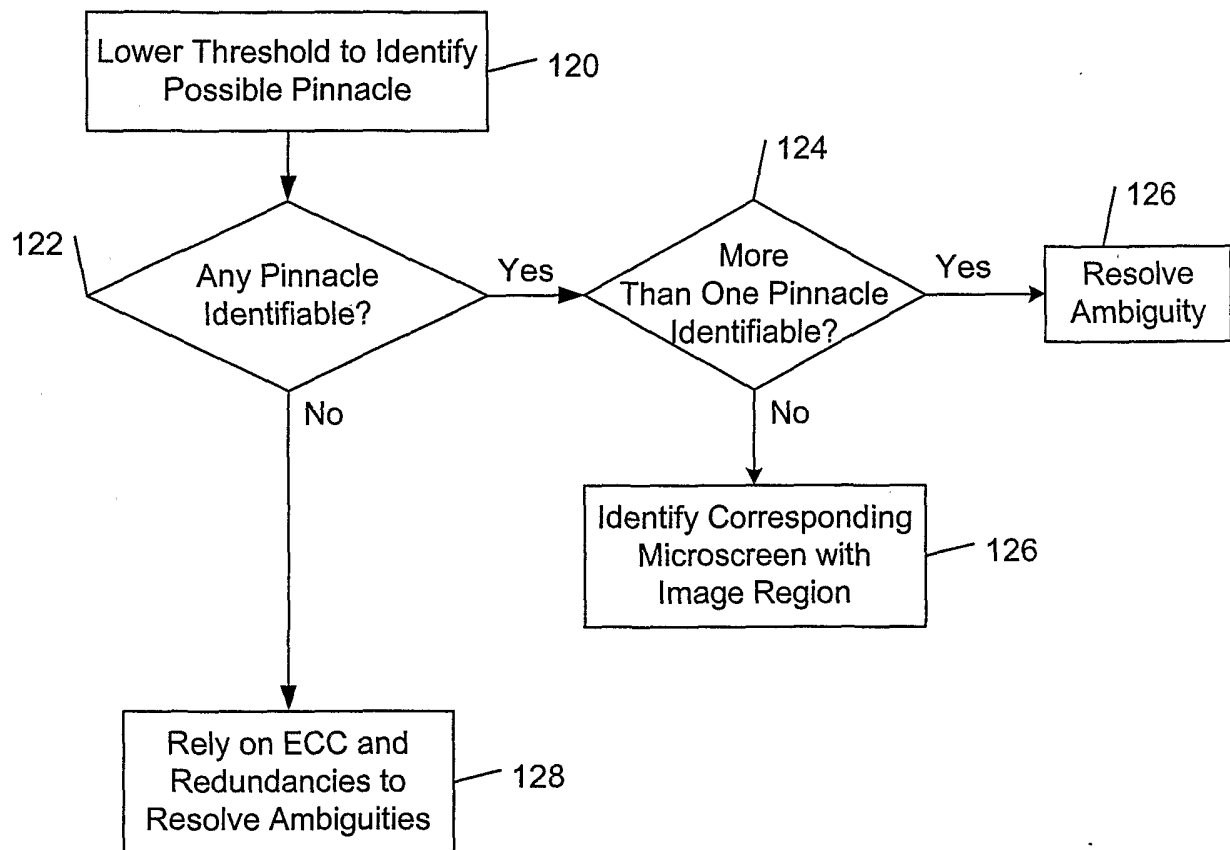 Lower Threshold to Identify
Possible Pinnacle
120
124
126
122
Any Pinnacle
Identifiable?
Yes
More
Than One Pinnacle
Identifiable?
Yes
Resolve
Ambiguity
No
No
Identify Corresponding
Microscreen with
Image Region
126
Rely on ECC and
Redundancies to
Resolve Ambiguities
128